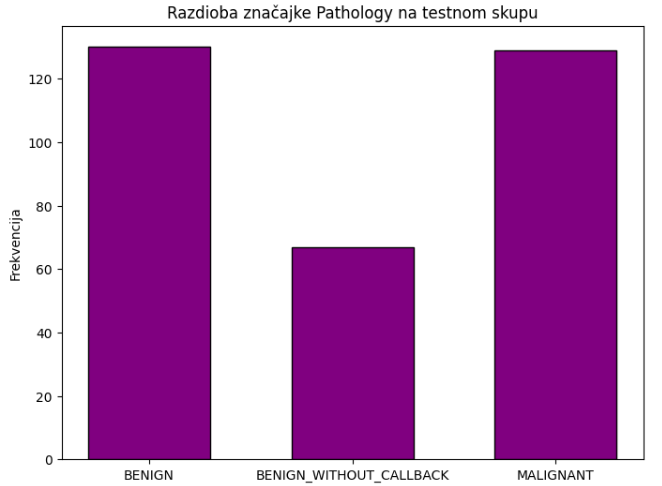 Razdioba značajke Pathology na testnom skupu
Frekvencija
120
100
80
60
40
20
0
BENIGN
BENIGN_WITHOUT_CALLBACK
MALIGNANT